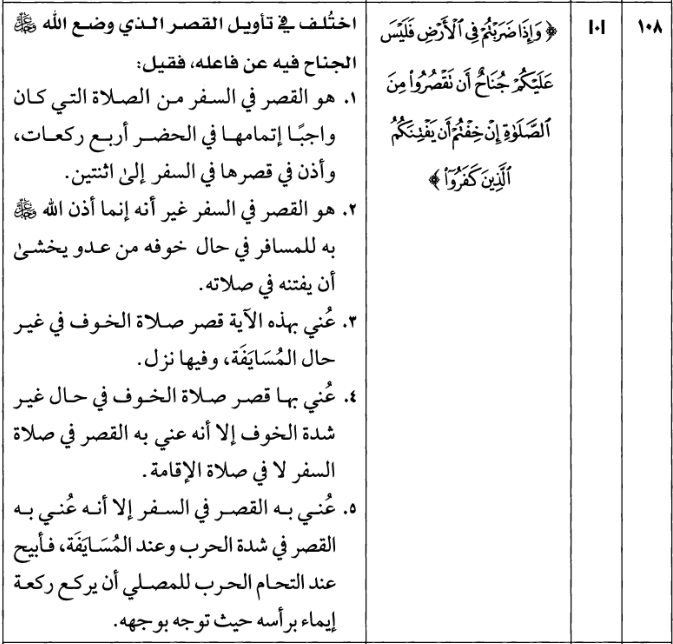 ١٠٨
١٠١
﴿ وَإِذَا ضَرَبْتُمْ فِي ٱلْأَرْضِ فَلَيْسَ
عَلَيْكُمْ جُنَاحٌ أَن تَقْصُرُوا۟ مِنَ
ٱلصَّلَوٰةِ إِنْ خِفْتُمْ أَن يَفْتِنَكُمُ
ٱلَّذِينَ كَفَرُوٓا۟ ﴾
اختُلف في تأويل القصر الذي وضع الله ﷻ
الجناح فيه عن فاعله، فقيل:
١. هو القصر في السفر من الصلاة التي كان
واجبًا إتمامها في الحضر أربع ركعات،
وأذن في قصرها في السفر إلىٰ اثنتين.
٢. هو القصر في السفر غير أنه إنما أذن الله ﷻ
به للمسافر في حال خوفه من عدو يخشىٰ
أن يفتنه في صلاته.
٣. عُني بهذه الآية قصر صلاة الخوف في غير
حال المُسَايَفَة، وفيها نزل.
٤. عُني بها قصر صلاة الخوف في حال غير
شدة الخوف إلا أنه عني به القصر في صلاة
السفر لا في صلاة الإقامة.
٥. عُني به القصر في السفر إلا أنه عُني به
القصر في شدة الحرب وعند المُسَايَفَة، فأبيح
عند التحام الحرب للمصلي أن يركع ركعة
إيماء برأسه حيث توجه بوجهه.